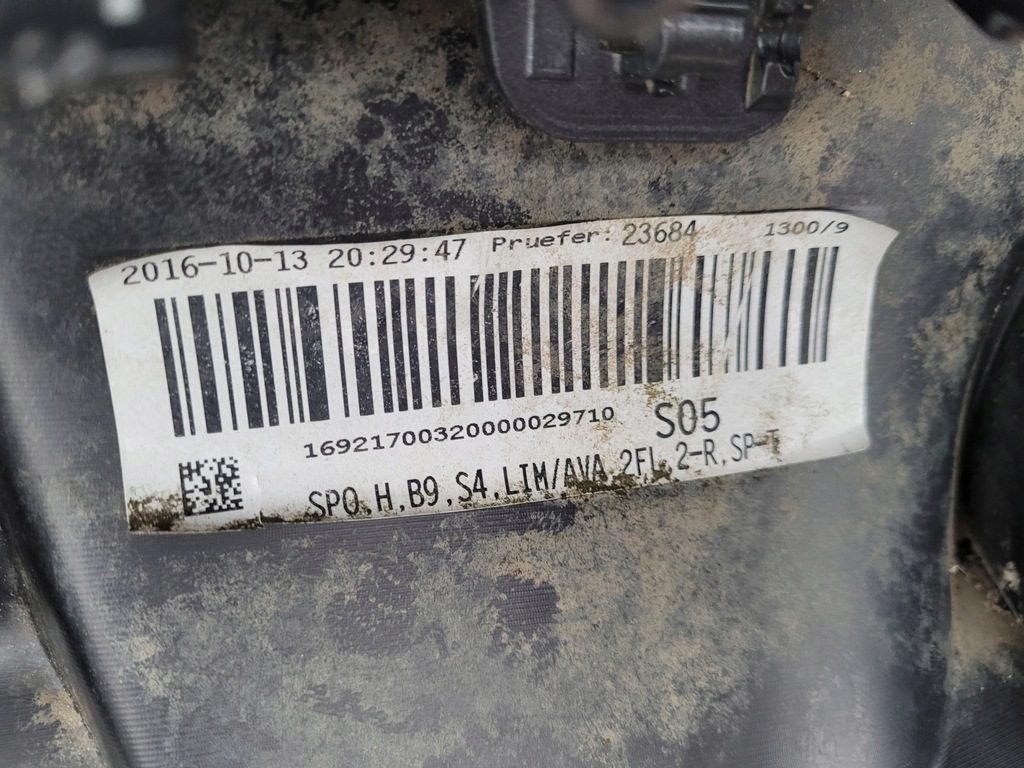 2016-10-13 20:29:47 Pruefer: 23684 1300/9
16921700320000029710 S05
SPO,H,B9,S4,LIM/AVA,2FL,2-R,SP-T